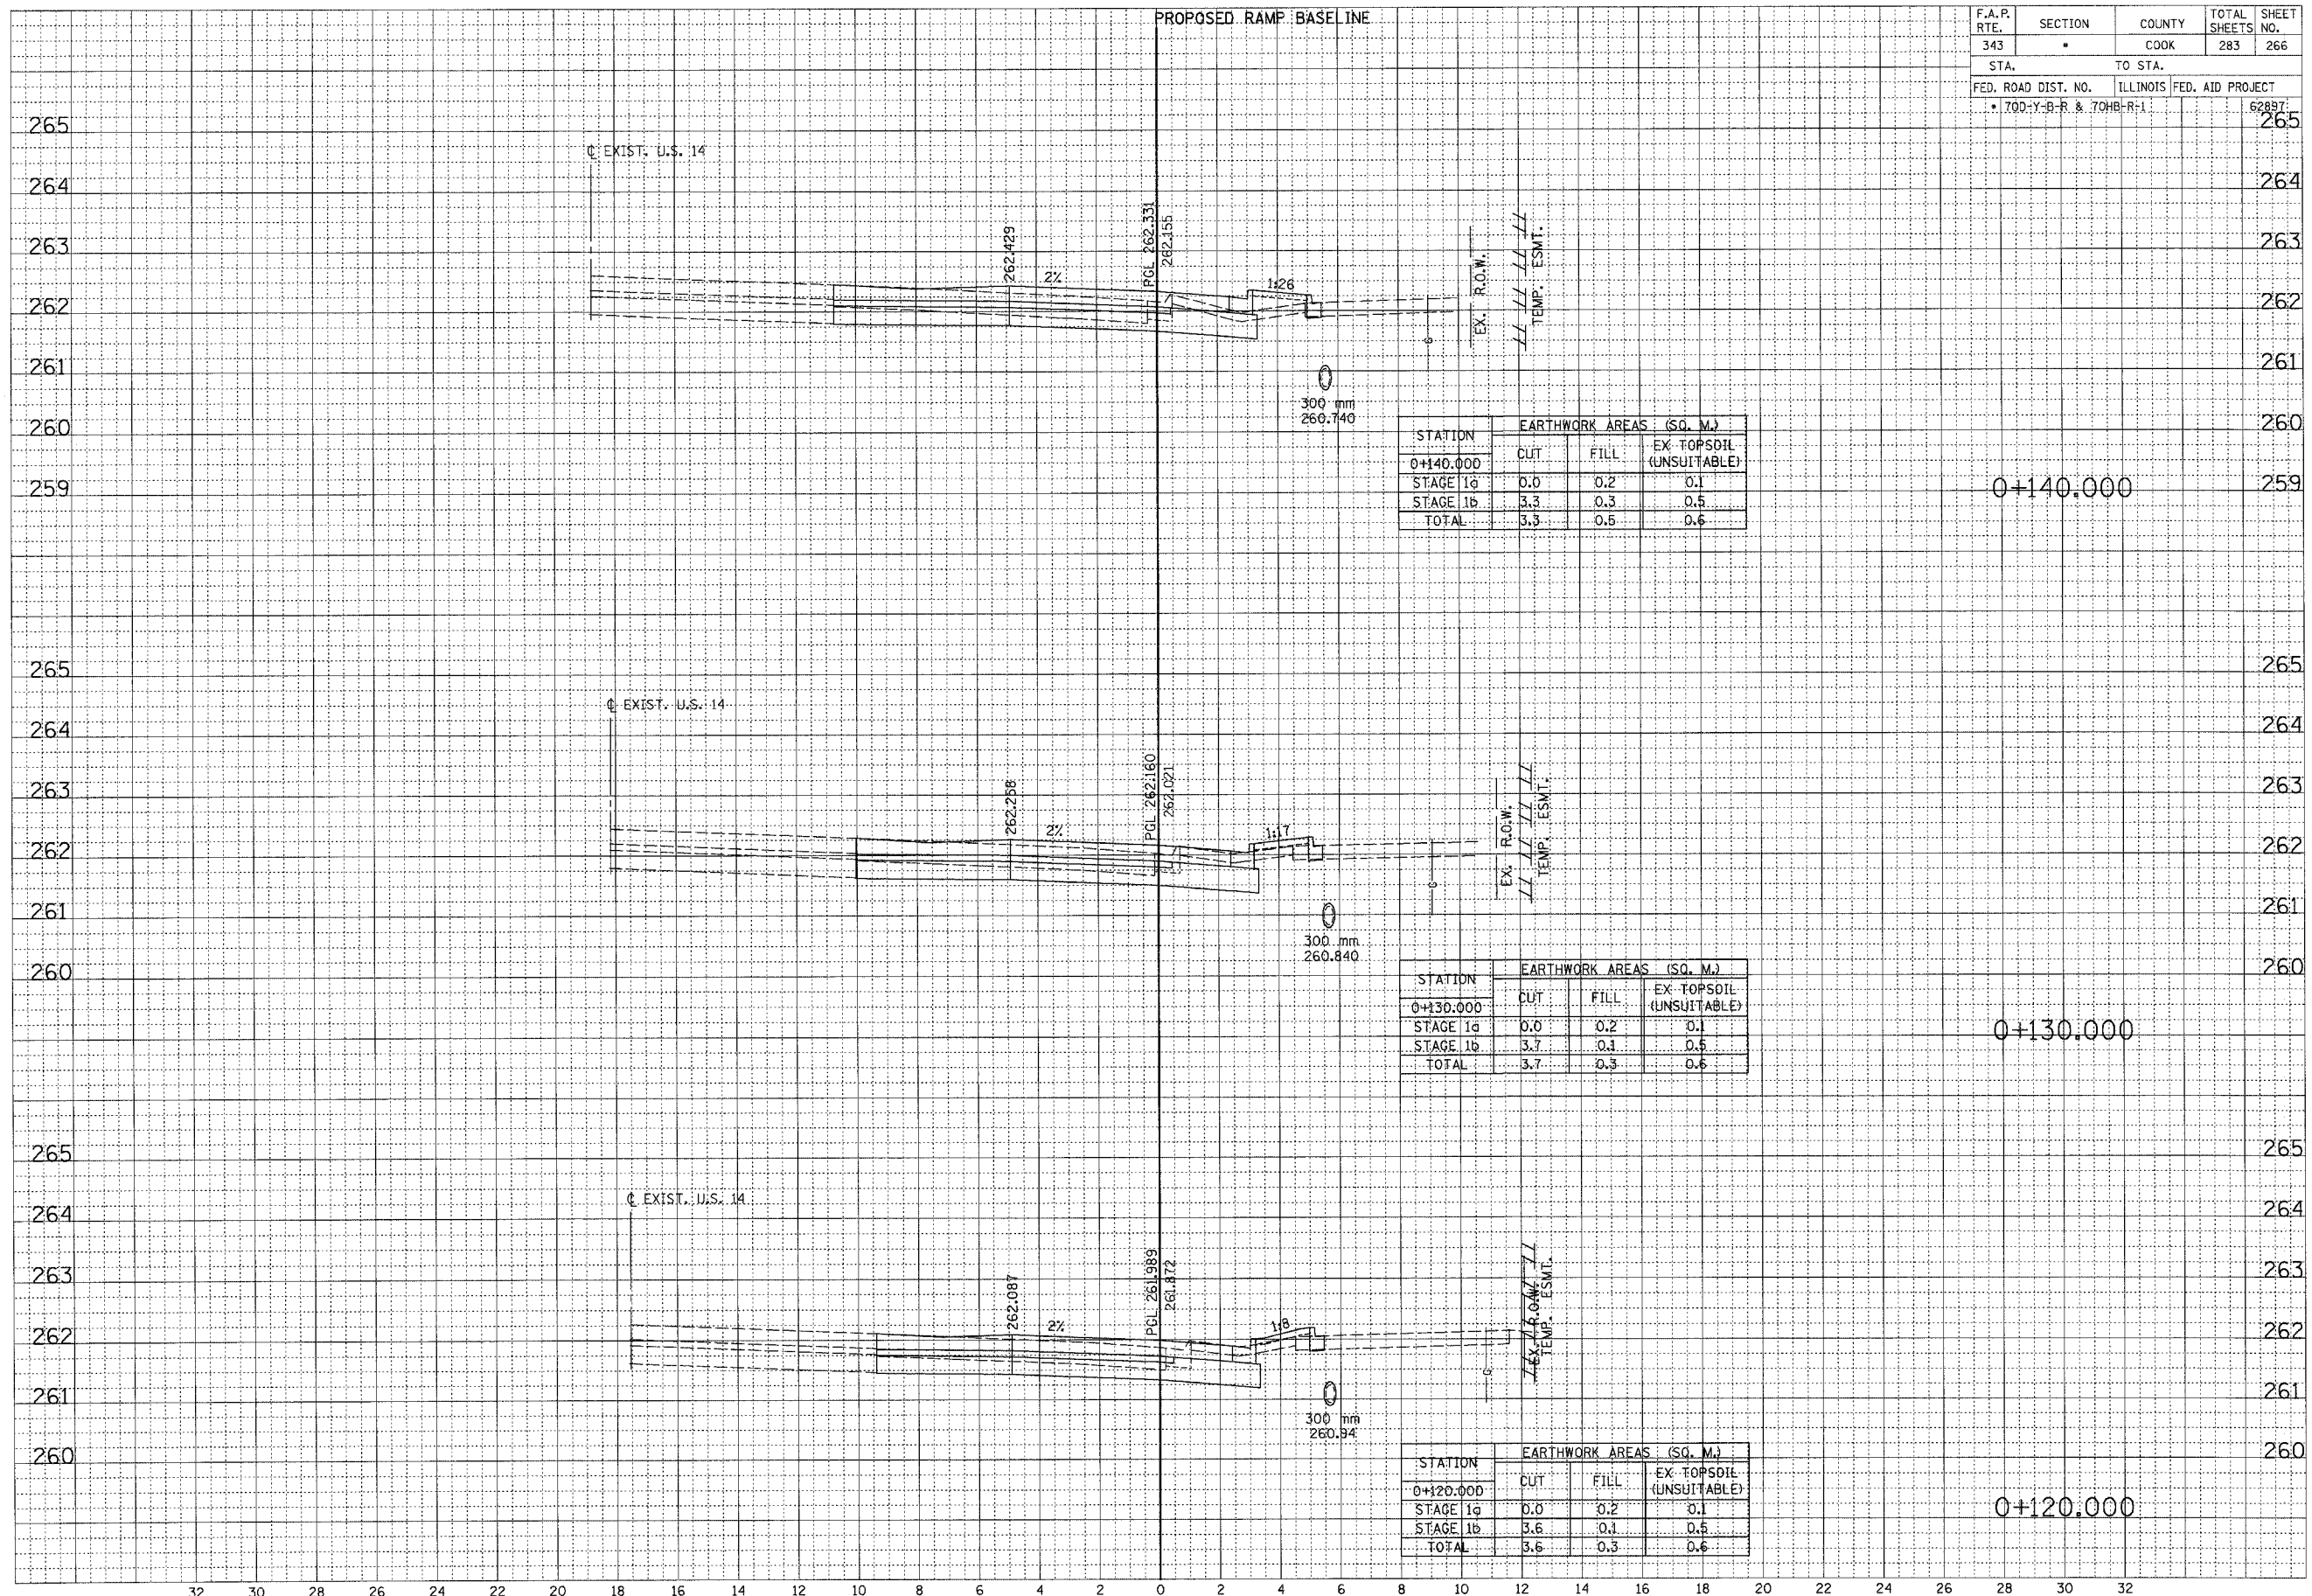 PROPOSED RAMP BASELINE
F.A.P. RTE. SECTION COUNTY TOTAL SHEETS SHEET NO.
343 * COOK 283 266
STA. TO STA.
FED. ROAD DIST. NO. ILLINOIS FED. AID PROJECT
* 70D-Y-B-R & 70HB-R-1 62897
265 265
℄ EXIST. U.S. 14
264 264
263 263
262.429
2%
PGL 262.331
262.155
1:26
EX. R.O.W.
TEMP. ESMT.
262 262
G
261 261
300 mm
260.740
260 260
STATION EARTHWORK AREAS (SQ. M.)
0+140.000 CUT FILL EX TOPSOIL (UNSUITABLE)
STAGE 1a 0.0 0.2 0.1
STAGE 1b 3.3 0.3 0.5
TOTAL 3.3 0.5 0.6
259 0+140.000 259
265 265
℄ EXIST. U.S. 14
264 264
263 263
262.258
2%
PGL 262.160
262.021
1:17
EX. R.O.W.
TEMP. ESMT.
262 262
G
261 261
300 mm
260.840
260 260
STATION EARTHWORK AREAS (SQ. M.)
0+130.000 CUT FILL EX TOPSOIL (UNSUITABLE)
STAGE 1a 0.0 0.2 0.1
STAGE 1b 3.7 0.1 0.5
TOTAL 3.7 0.3 0.6
0+130.000
265 265
℄ EXIST. U.S. 14
264 264
263 263
262.087
2%
PGL 261.989
261.872
1:8
EX. R.O.W.
TEMP. ESMT.
262 262
G
261 261
300 mm
260.94
260 260
STATION EARTHWORK AREAS (SQ. M.)
0+120.000 CUT FILL EX TOPSOIL (UNSUITABLE)
STAGE 1a 0.0 0.2 0.1
STAGE 1b 3.6 0.1 0.5
TOTAL 3.6 0.3 0.6
0+120.000
32 30 28 26 24 22 20 18 16 14 12 10 8 6 4 2 0 2 4 6 8 10 12 14 16 18 20 22 24 26 28 30 32